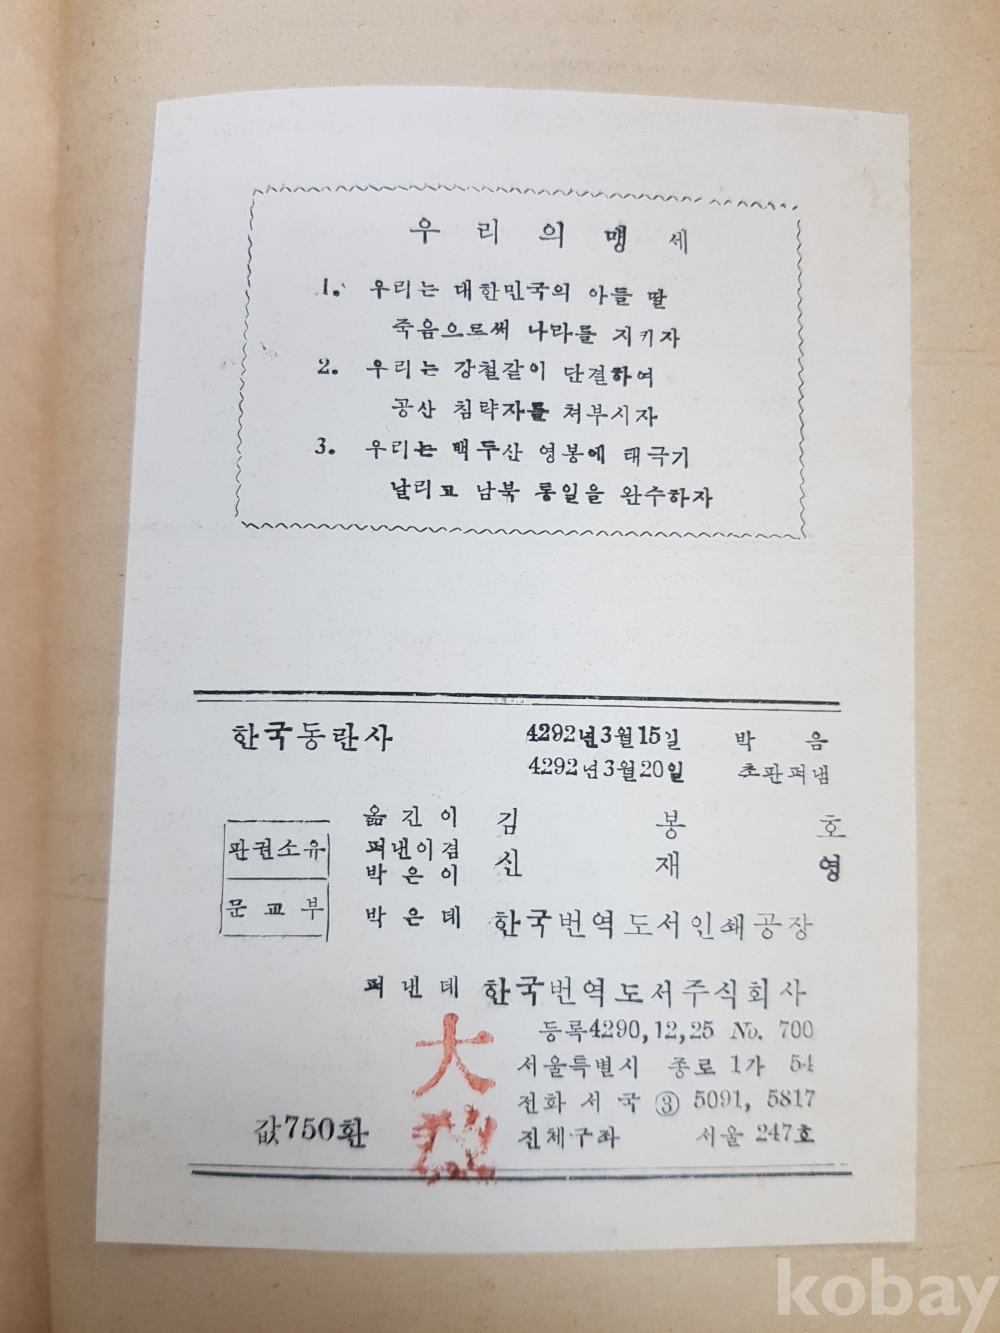 우리의 맹세
1. 우리는 대한민국의 아들 딸
죽음으로써 나라를 지키자
2. 우리는 강철같이 단결하여
공산 침략자를 쳐부시자
3. 우리는 백두산 영봉에 태극기
날리고 남북 통일을 완수하자
한국동란사
4292년3월15일 박음
4292년3월20일 초판펴냄
판권소유
문교부
옮긴이 김봉호
펴낸이겸
박은이 신재영
박은데 한국번역도서인쇄공장
펴낸데 한국번역도서주식회사
등록4290,12,25 No. 700
서울특별시 종로 1가 54
전화 서국 ③ 5091, 5817
진체구좌 서울 247호
값750환
大
kobay